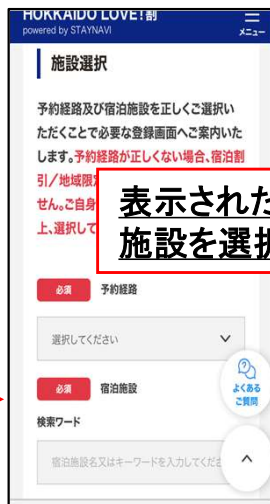 HOKKAIDO LOVE!割
powered by STAYNAVI
メニュー
施設選択
予約経路及び宿泊施設を正しくご選択い
ただくことで必要な登録画面へご案内いた
します。予約経路が正しくない場合、宿泊割
引/地域限
せん。ご自身
上、選択して
表示された
施設を選択
必須 予約経路
選択してください
必須 宿泊施設
よくある
ご質問
検索ワード
宿泊施設名又はキーワードを入力してくだ